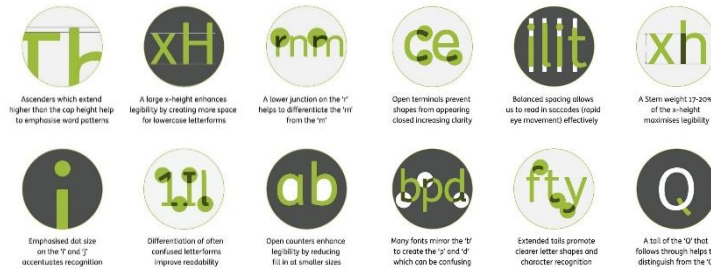 Th
Ascenders which extend
higher than the cap height help
to emphasise word patterns
xH
A large x-height enhances
legibility by creating more space
for lowercase letterforms
rnm
A lower junction on the 'r'
helps to differentiate the 'rn'
from the 'm'
ce
Open terminals prevent
shapes from appearing
closed increasing clarity
ilit
Balanced spacing allows
us to read in saccades (rapid
eye movement) effectively
xh
A Stem weight 17-20%
of the x-height
maximises legibility
i
Emphasised dot size
on the 'i' and 'j'
accentuates recognition
1Il
Differentiation of often
confused letterforms
improve readability
ab
Open counters enhance
legibility by reducing
fill in at smaller sizes
bpd
Many fonts mirror the 'b'
to create the 'p' and 'd'
which can be confusing
fty
Extended tails promote
clearer letter shapes and
character recognition
Q
A tail of the 'Q' that
follows through helps
distinguish from the